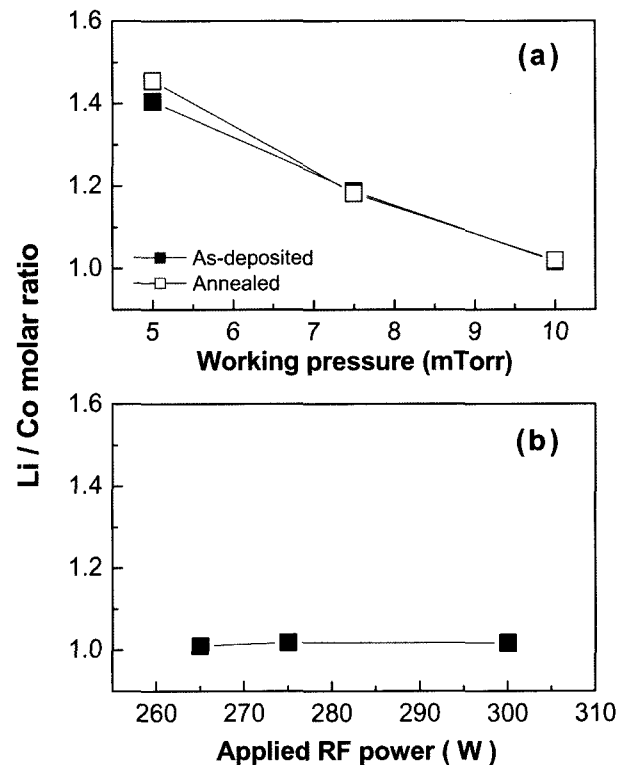 1.6
(a)
1.4
1.2
As-deposited
1.0
Annealed
5 6 7 8 9 10
Working pressure (mTorr)
Li / Co molar ratio
1.6
(b)
1.4
1.2
1.0
260 270 280 290 300 310
Applied RF power ( W )